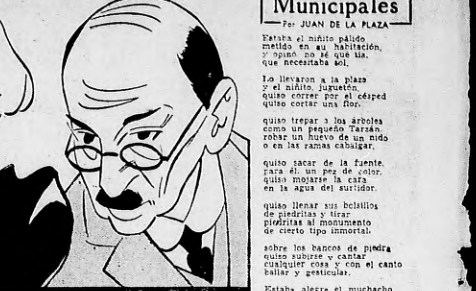 Municipales
Por JUAN DE LA PLAZA
Estaba el niñito pálido
metido en su habitación,
y opinó no sé qué tía,
que necesitaba sol.
Lo llevaron a la plaza
y el niñito, juguetón,
quiso correr por el césped
quiso cortar una flor.
quiso trepar a los árboles
como un pequeño Tarzán.
robar un huevo de un nido
o en las ramas cabalgar.
quiso sacar de la fuente,
para él, un pez de color.
quiso mojarse la cara
en la agua del surtidor.
quiso llenar sus bolsillos
de piedritas y tirar
piedritas al monumento
de cierto tipo inmortal.
sobre los bancos de piedra
quiso subirse y cantar
cualquier cosa y con el canto
bailar y gesticular.
Estaba alegre el muchacho